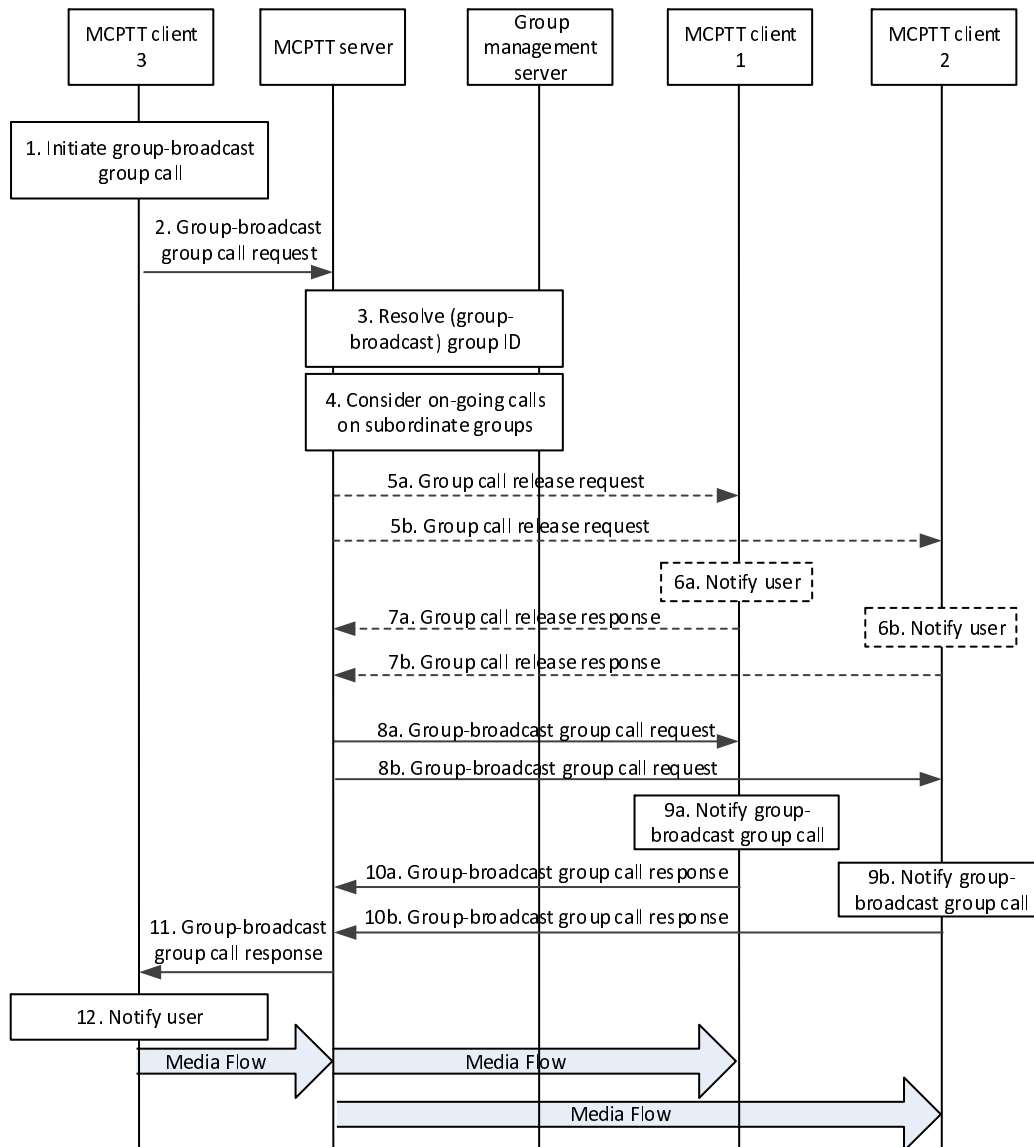 MCPTT client
3
MCPTT server
Group
management
server
MCPTT client
1
MCPTT client
2
1. Initiate group-broadcast
group call
2. Group-broadcast
group call request
3. Resolve (group-
broadcast) group ID
4. Consider on-going calls
on subordinate groups
5a. Group call release request
5b. Group call release request
6a. Notify user
7a. Group call release response
6b. Notify user
7b. Group call release response
8a. Group-broadcast group call request
8b. Group-broadcast group call request
9a. Notify group-
broadcast group call
10a. Group-broadcast group call response
9b. Notify group-
broadcast group call
10b. Group-broadcast group call response
11. Group-broadcast
group call response
12. Notify user
Media Flow
Media Flow
Media Flow